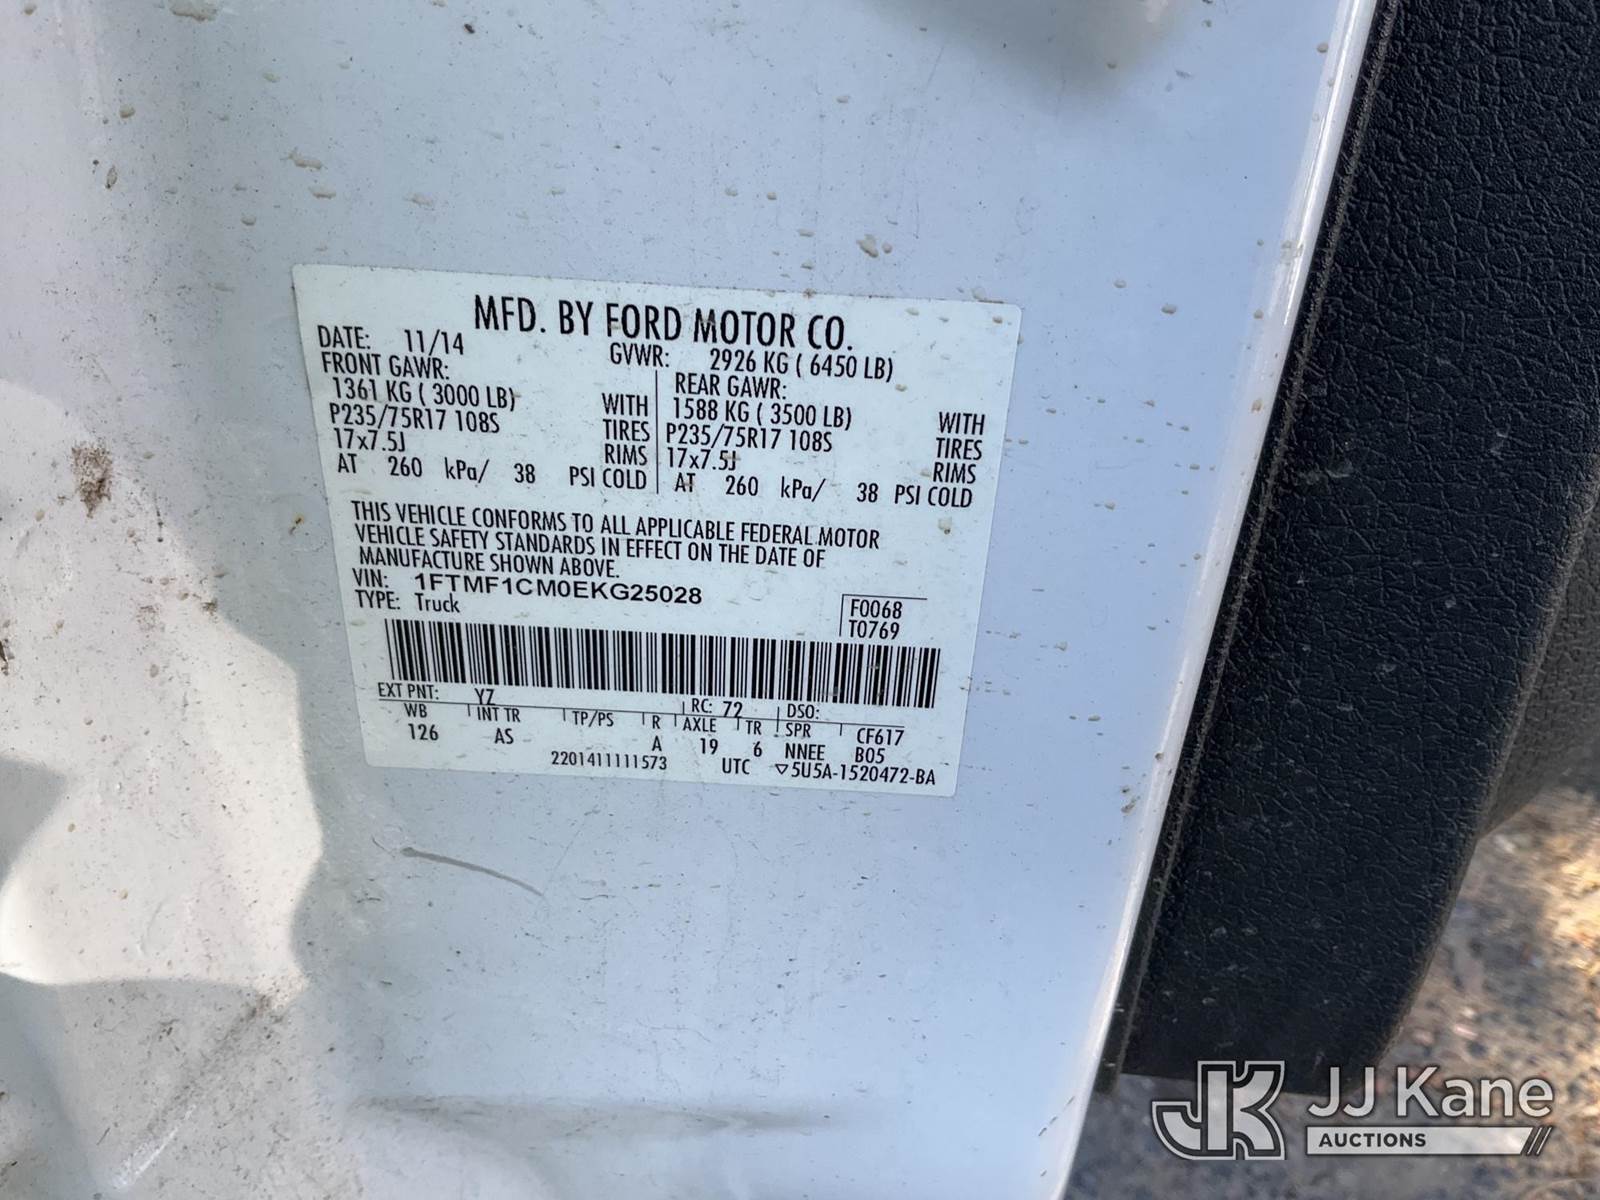 MFD. BY FORD MOTOR CO.
DATE: 11/14 GVWR: 2926 KG ( 6450 LB)
FRONT GAWR: REAR GAWR:
1361 KG ( 3000 LB) WITH 1588 KG ( 3500 LB) WITH
P235/75R17 108S TIRES P235/75R17 108S TIRES
17x7.5J RIMS 17x7.5J RIMS
AT 260 kPa/ 38 PSI COLD AT 260 kPa/ 38 PSI COLD
THIS VEHICLE CONFORMS TO ALL APPLICABLE FEDERAL MOTOR
VEHICLE SAFETY STANDARDS IN EFFECT ON THE DATE OF
MANUFACTURE SHOWN ABOVE.
VIN: 1FTMF1CM0EKG25028
TYPE: Truck F0068
T0769
EXT PNT: YZ RC: 72 DSO:
WB INT TR TP/PS R AXLE TR SPR CF617
126 AS A 19 6 NNEE B05
2201411111573 UTC ▽5U5A-1520472-BA
JK JJ Kane
AUCTIONS